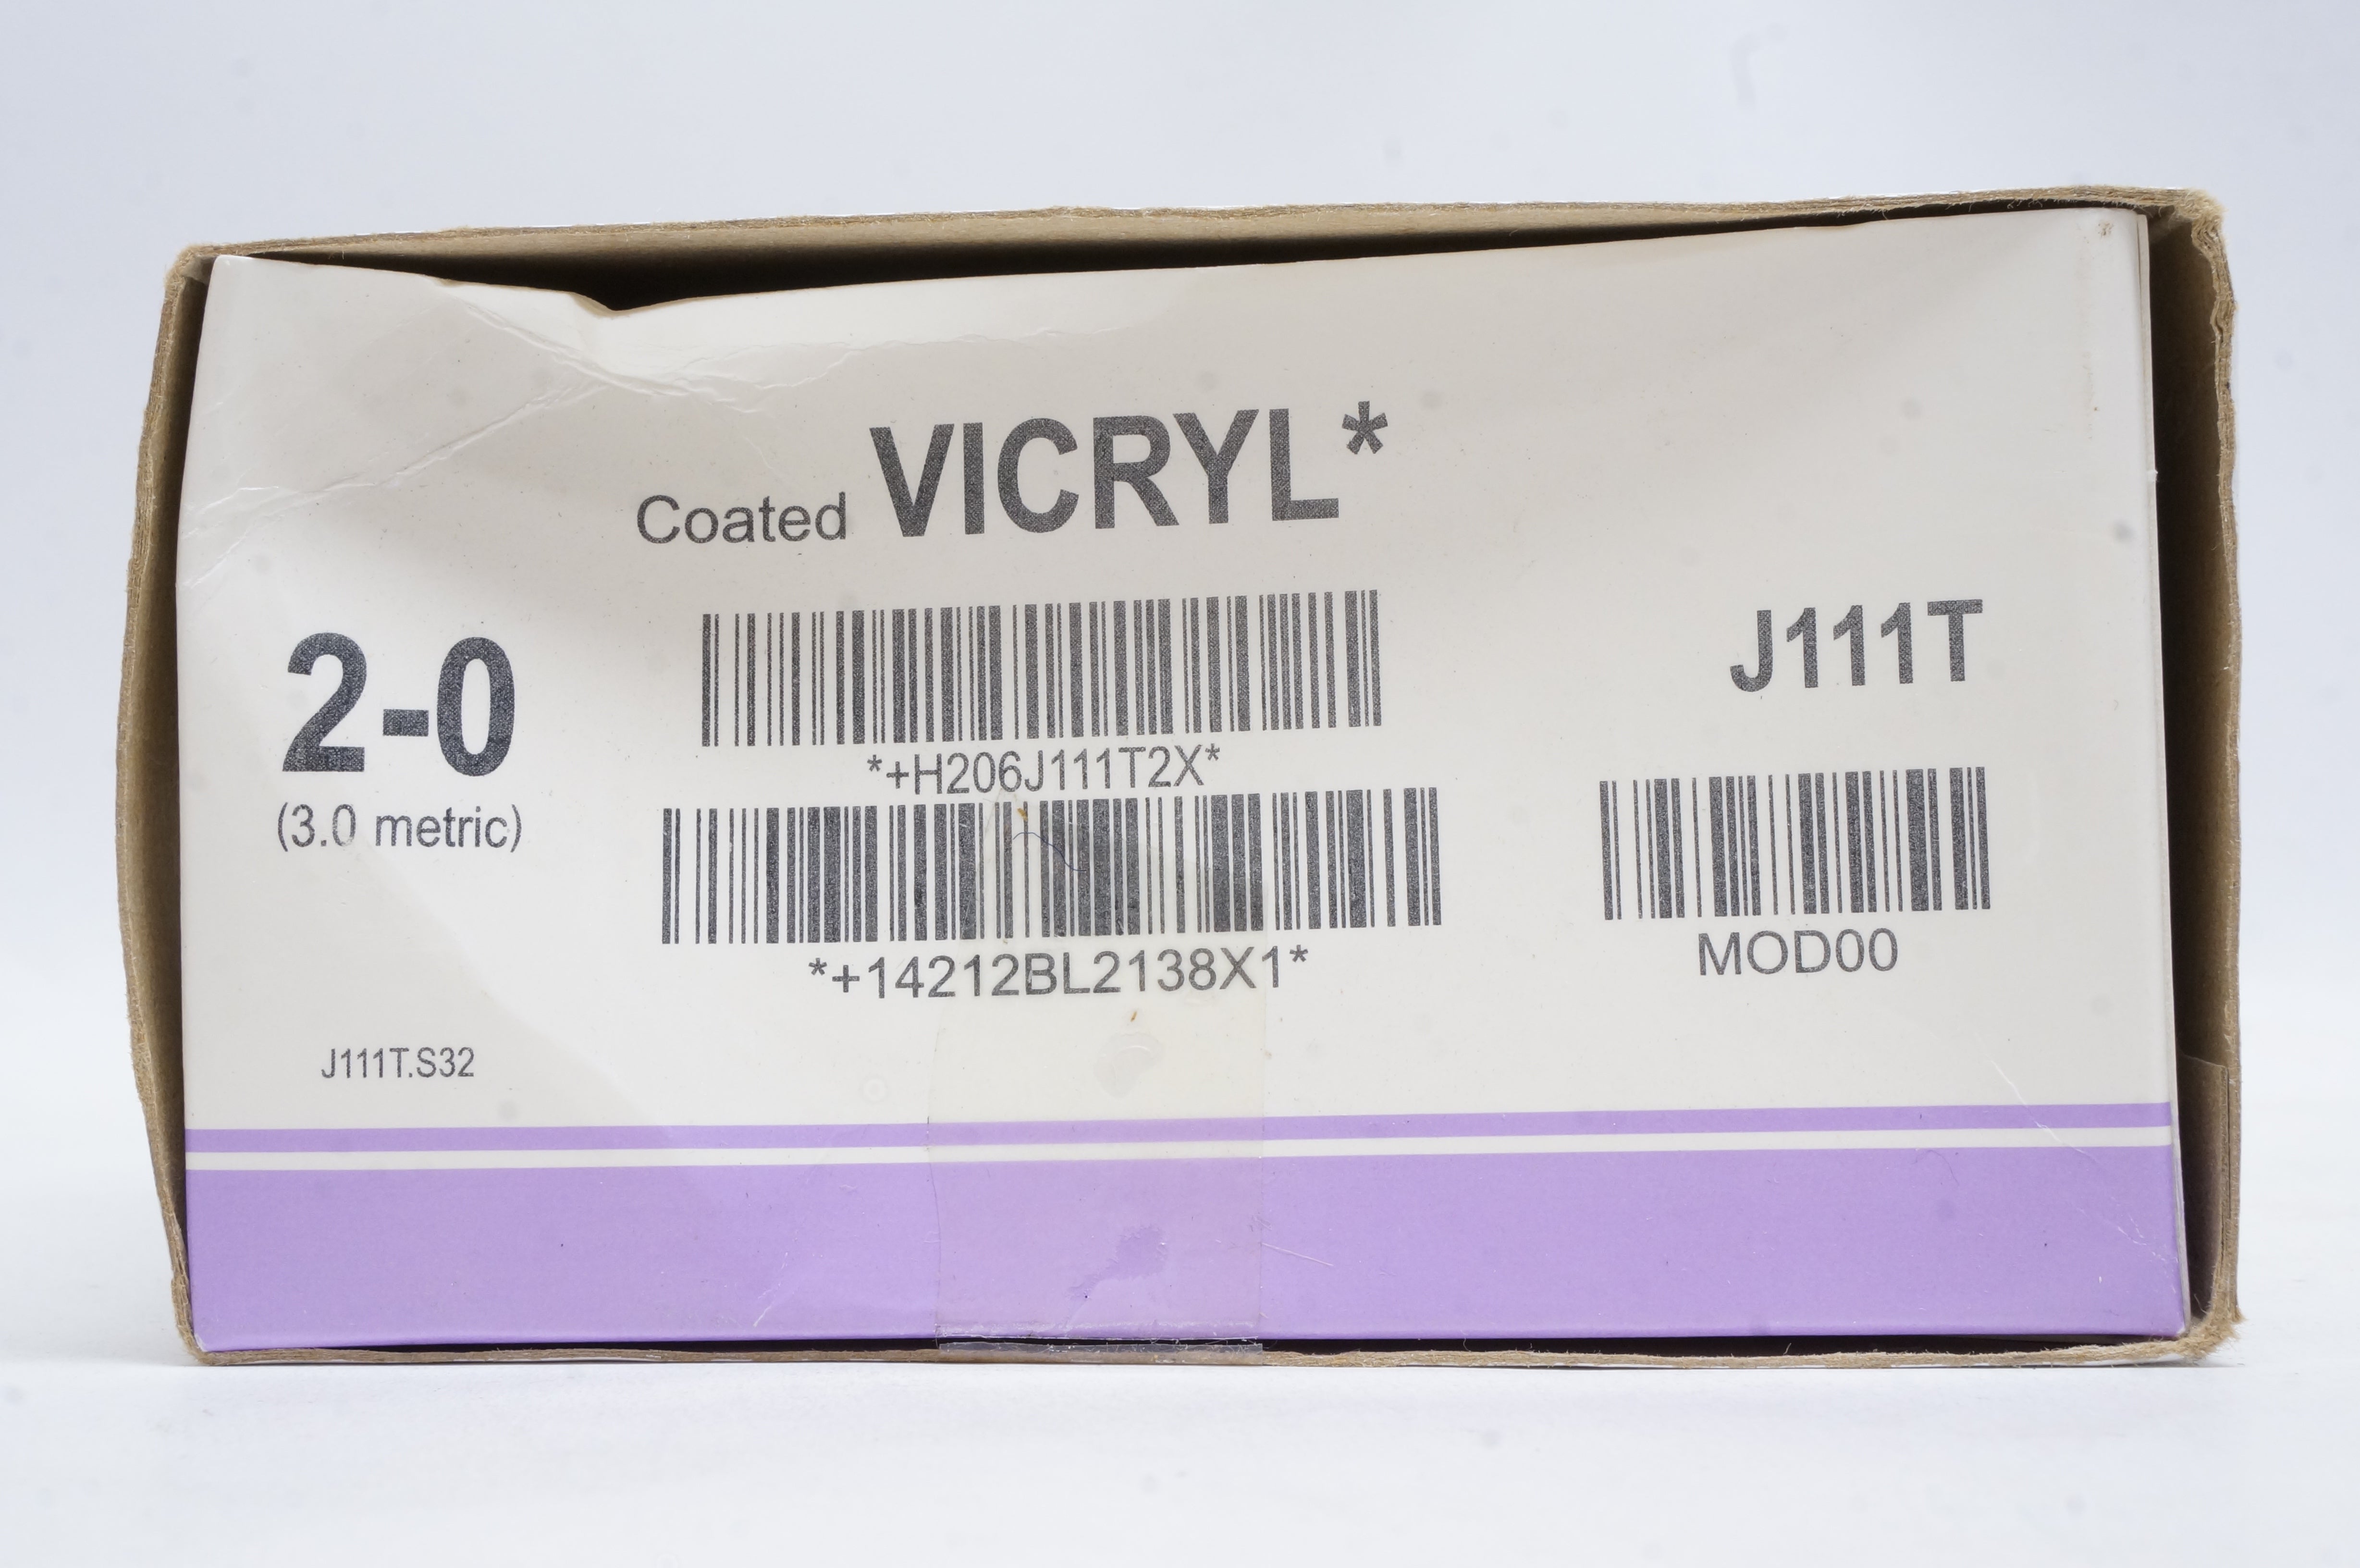 Coated VICRYL*
2-0
(3.0 metric)
*+H206J111T2X*
*+14212BL2138X1*
J111T
MOD00
J111T.S32